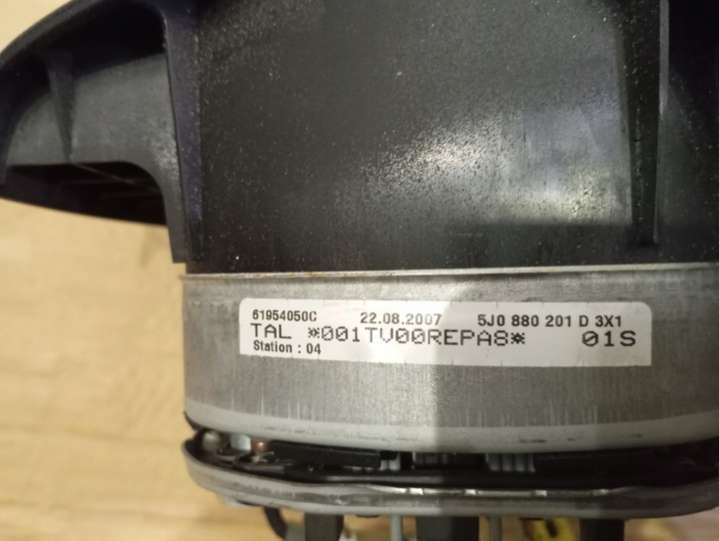 61954050C 22.08.2007 5J0 880 201 D 3X1
TAL *001TV00REPA8* 01S
Station : 04